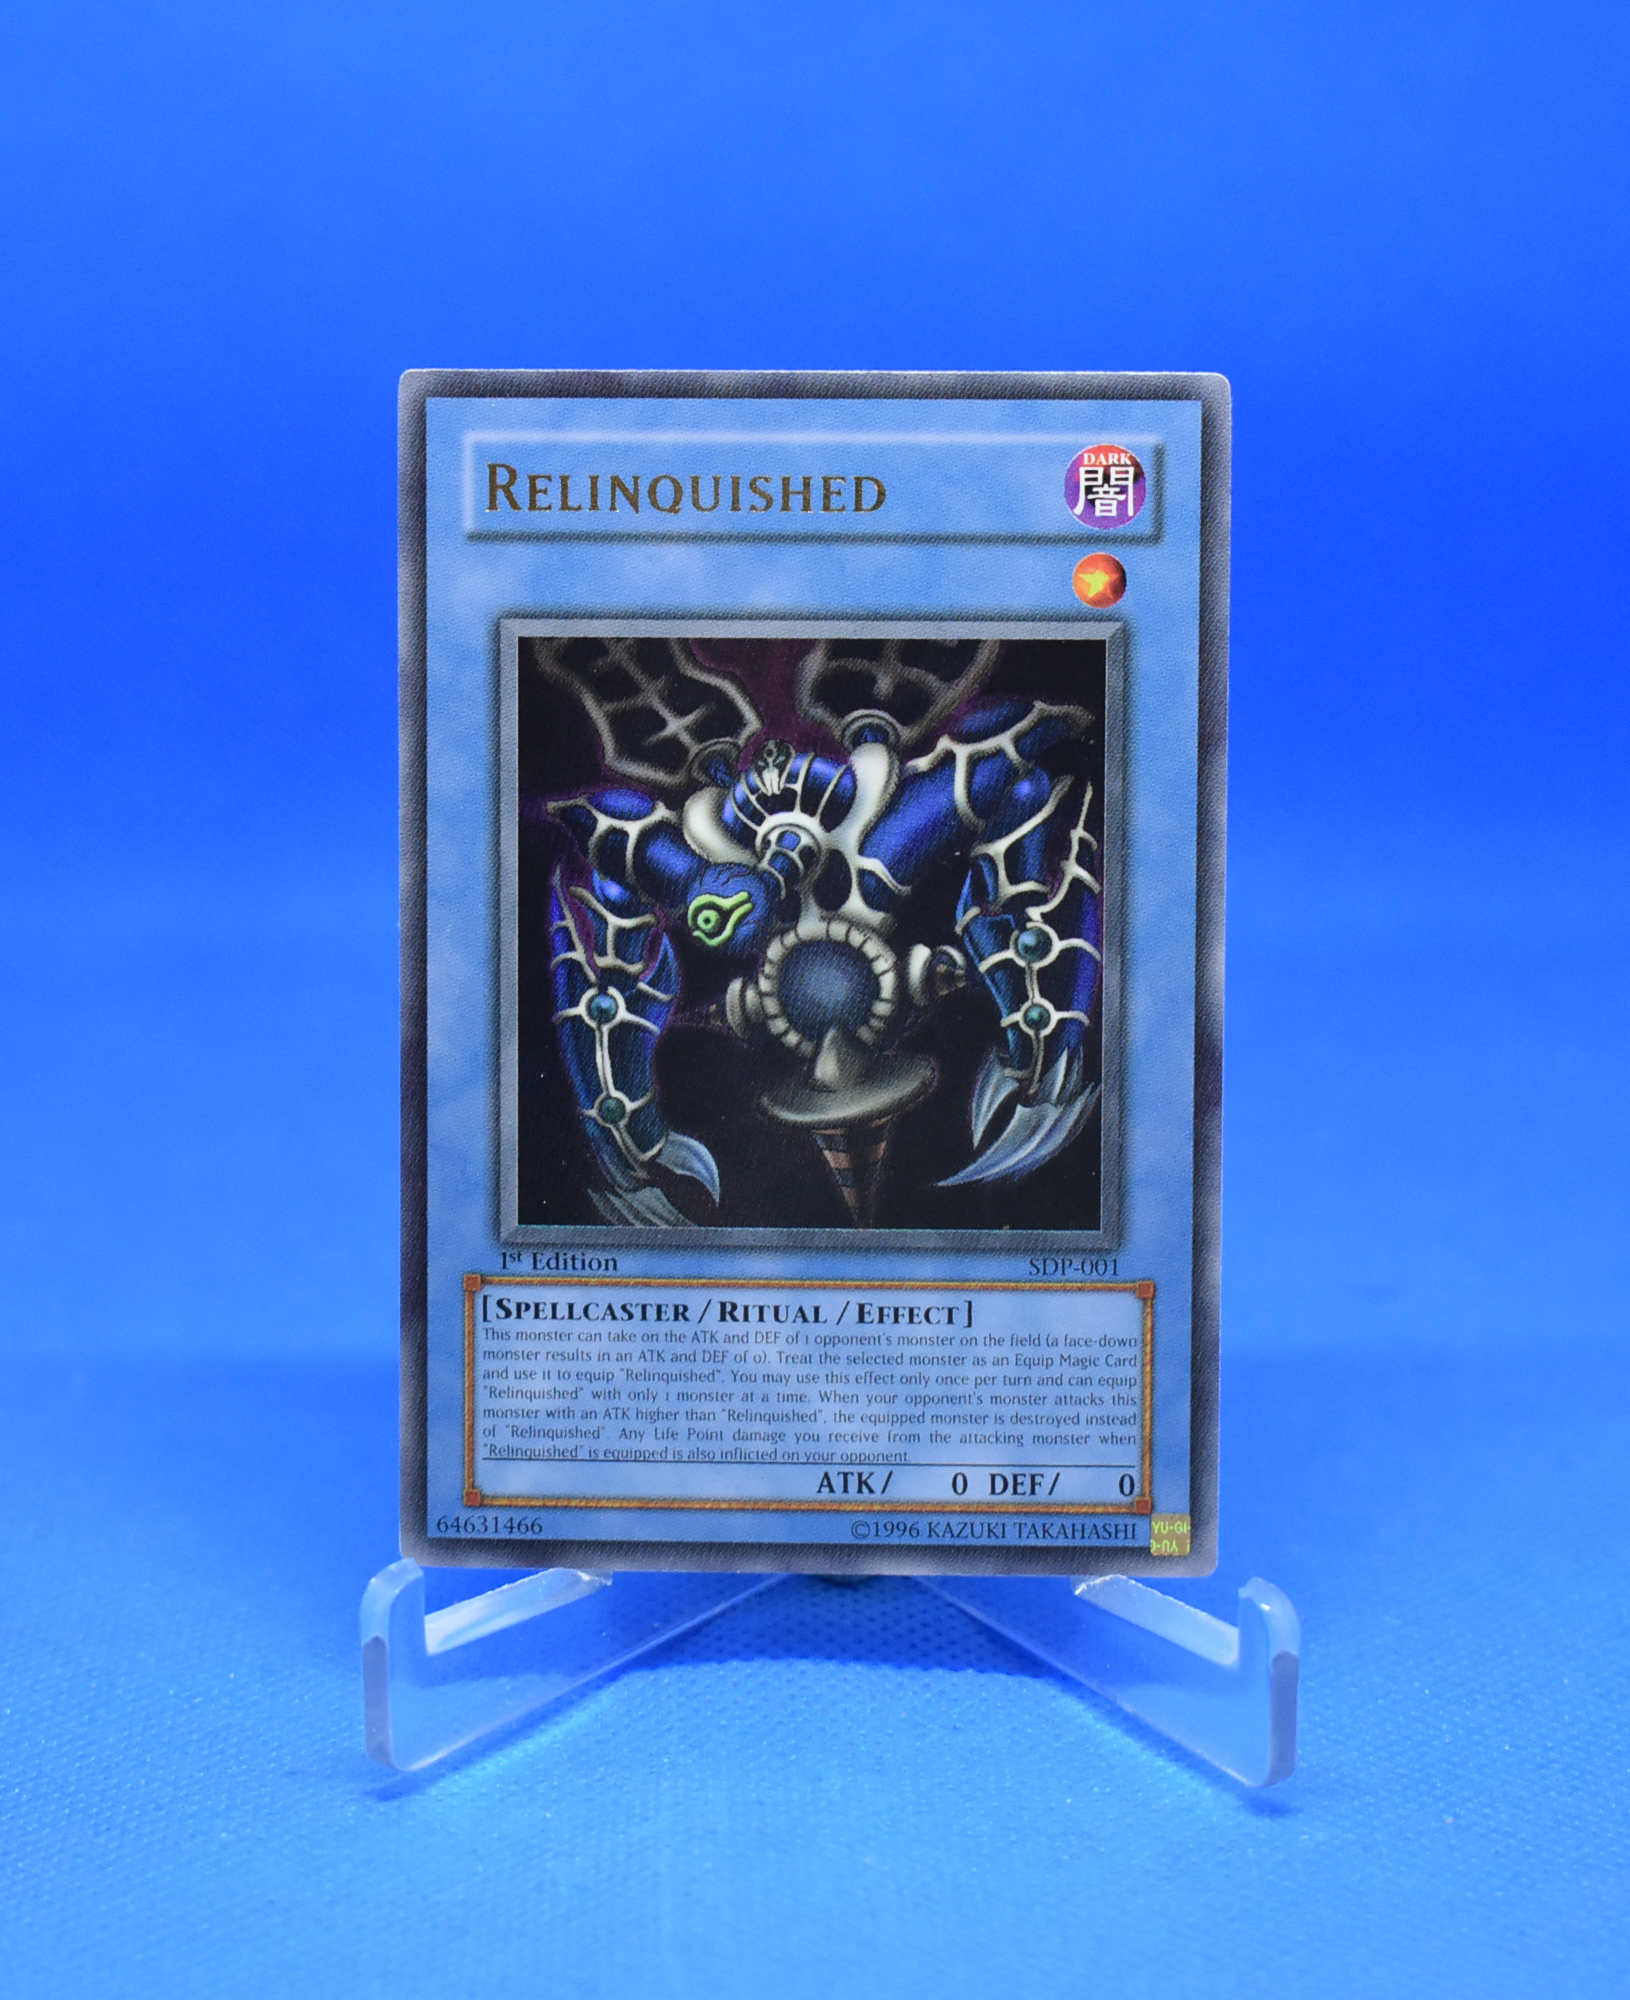 RELINQUISHED
DARK
闇
1st Edition
SDP-001
[SPELLCASTER / RITUAL / EFFECT]
This monster can take on the ATK and DEF of 1 opponent's monster on the field (a face-down
monster results in an ATK and DEF of 0). Treat the selected monster as an Equip Magic Card
and use it to equip "Relinquished". You may use this effect only once per turn and can equip
"Relinquished" with only 1 monster at a time. When your opponent's monster attacks this
monster with an ATK higher than "Relinquished", the equipped monster is destroyed instead
of "Relinquished". Any Life Point damage you receive from the attacking monster when
"Relinquished" is equipped is also inflicted on your opponent.
ATK/ 0 DEF/ 0
64631466
©1996 KAZUKI TAKAHASHI
YU-GI-